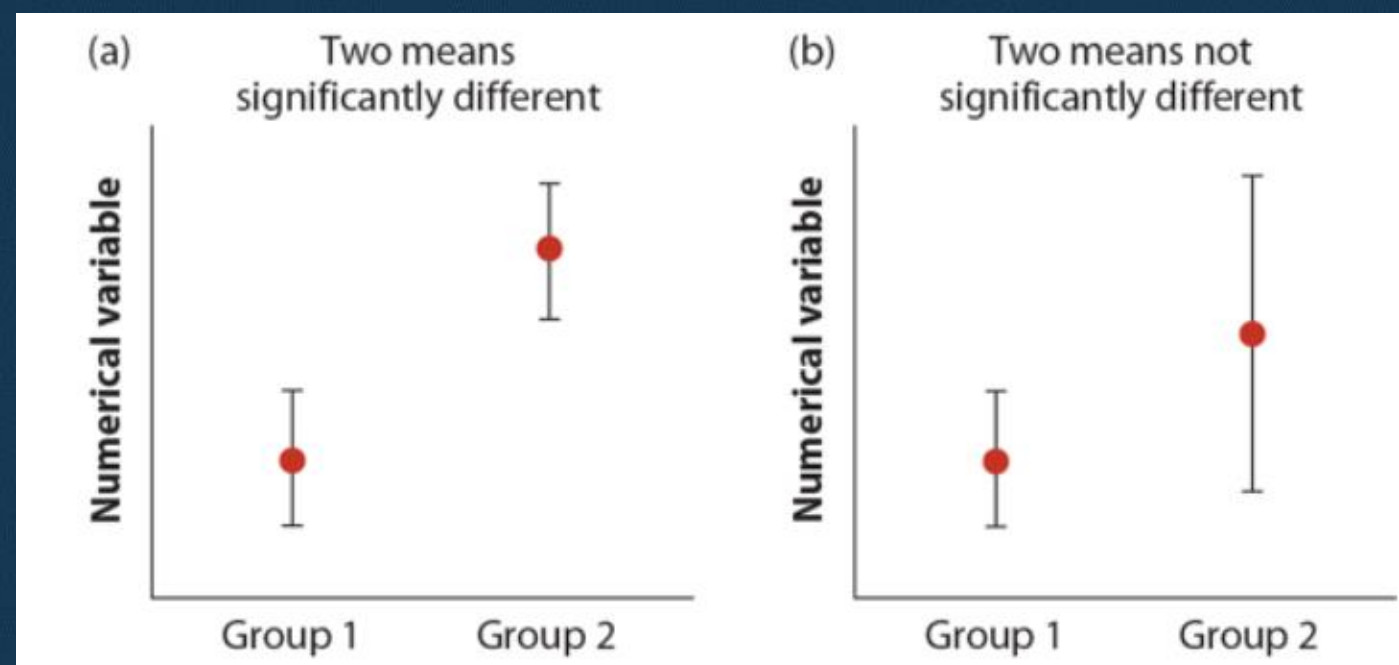 (a)
Two means
significantly different
Numerical variable
Group 1
Group 2
(b)
Two means not
significantly different
Numerical variable
Group 1
Group 2